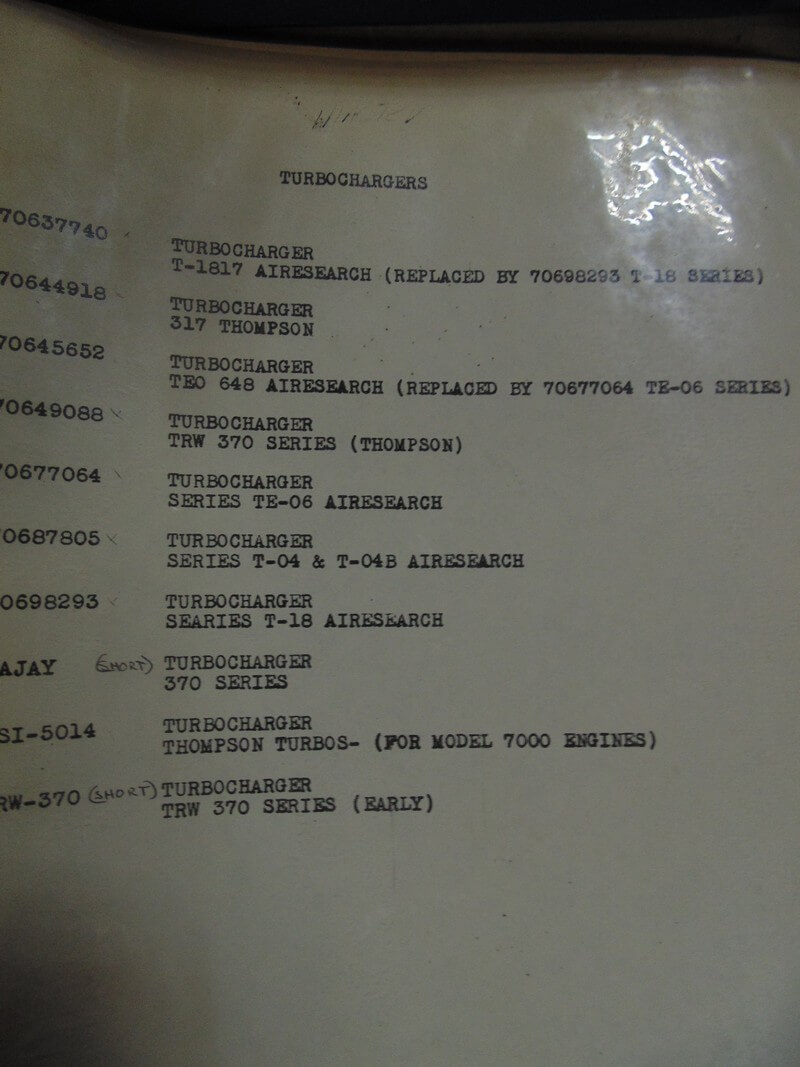 TURBOCHARGERS
70637740
TURBOCHARGER
T-1817 AIRESEARCH (REPLACED BY 70698293 T-18 SERIES)
70644918
TURBOCHARGER
317 THOMPSON
70645652
TURBOCHARGER
TEO 648 AIRESEARCH (REPLACED BY 70677064 TE-06 SERIES)
70649088
TURBOCHARGER
TRW 370 SERIES (THOMPSON)
70677064
TURBOCHARGER
SERIES TE-06 AIRESEARCH
0687805
TURBOCHARGER
SERIES T-04 & T-04B AIRESEARCH
0698293
TURBOCHARGER
SEARIES T-18 AIRESEARCH
AJAY (SHORT) TURBOCHARGER
370 SERIES
SI-5014
TURBOCHARGER
THOMPSON TURBOS- (FOR MODEL 7000 ENGINES)
RW-370 (SHORT) TURBOCHARGER
TRW 370 SERIES (EARLY)